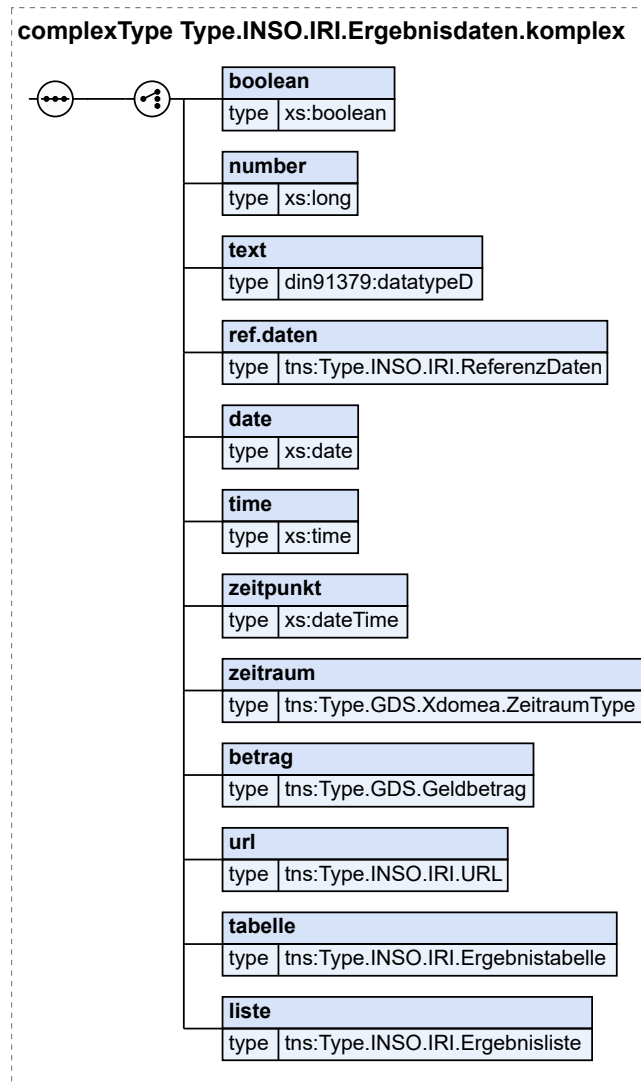 complexType Type.INSO.IRI.Ergebnisdaten.komplex
boolean
type xs:boolean
number
type xs:long
text
type din91379:datatypeD
ref.daten
type tns:Type.INSO.IRI.ReferenzDaten
date
type xs:date
time
type xs:time
zeitpunkt
type xs:dateTime
zeitraum
type tns:Type.GDS.Xdomea.ZeitraumType
betrag
type tns:Type.GDS.Geldbetrag
url
type tns:Type.INSO.IRI.URL
tabelle
type tns:Type.INSO.IRI.Ergebnistabelle
liste
type tns:Type.INSO.IRI.Ergebnisliste